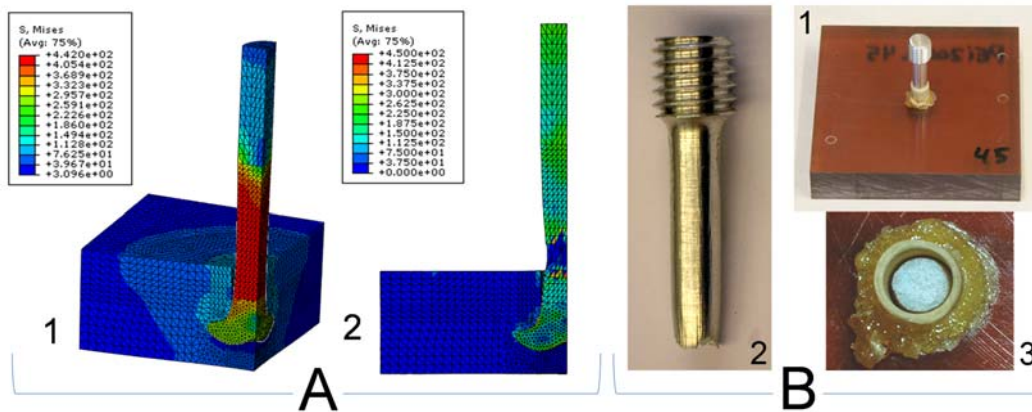 S, Mises
(Avg: 75%)
+4.420e+02
+4.054e+02
+3.689e+02
+3.323e+02
+2.957e+02
+2.591e+02
+2.226e+02
+1.860e+02
+1.494e+02
+1.128e+02
+7.625e+01
+3.967e+01
+3.096e+00
1
S, Mises
(Avg: 75%)
+4.500e+02
+4.125e+02
+3.750e+02
+3.375e+02
+3.000e+02
+2.625e+02
+2.250e+02
+1.875e+02
+1.500e+02
+1.125e+02
+7.500e+01
+3.750e+01
+0.000e+00
2
A
2
1
45
3
B